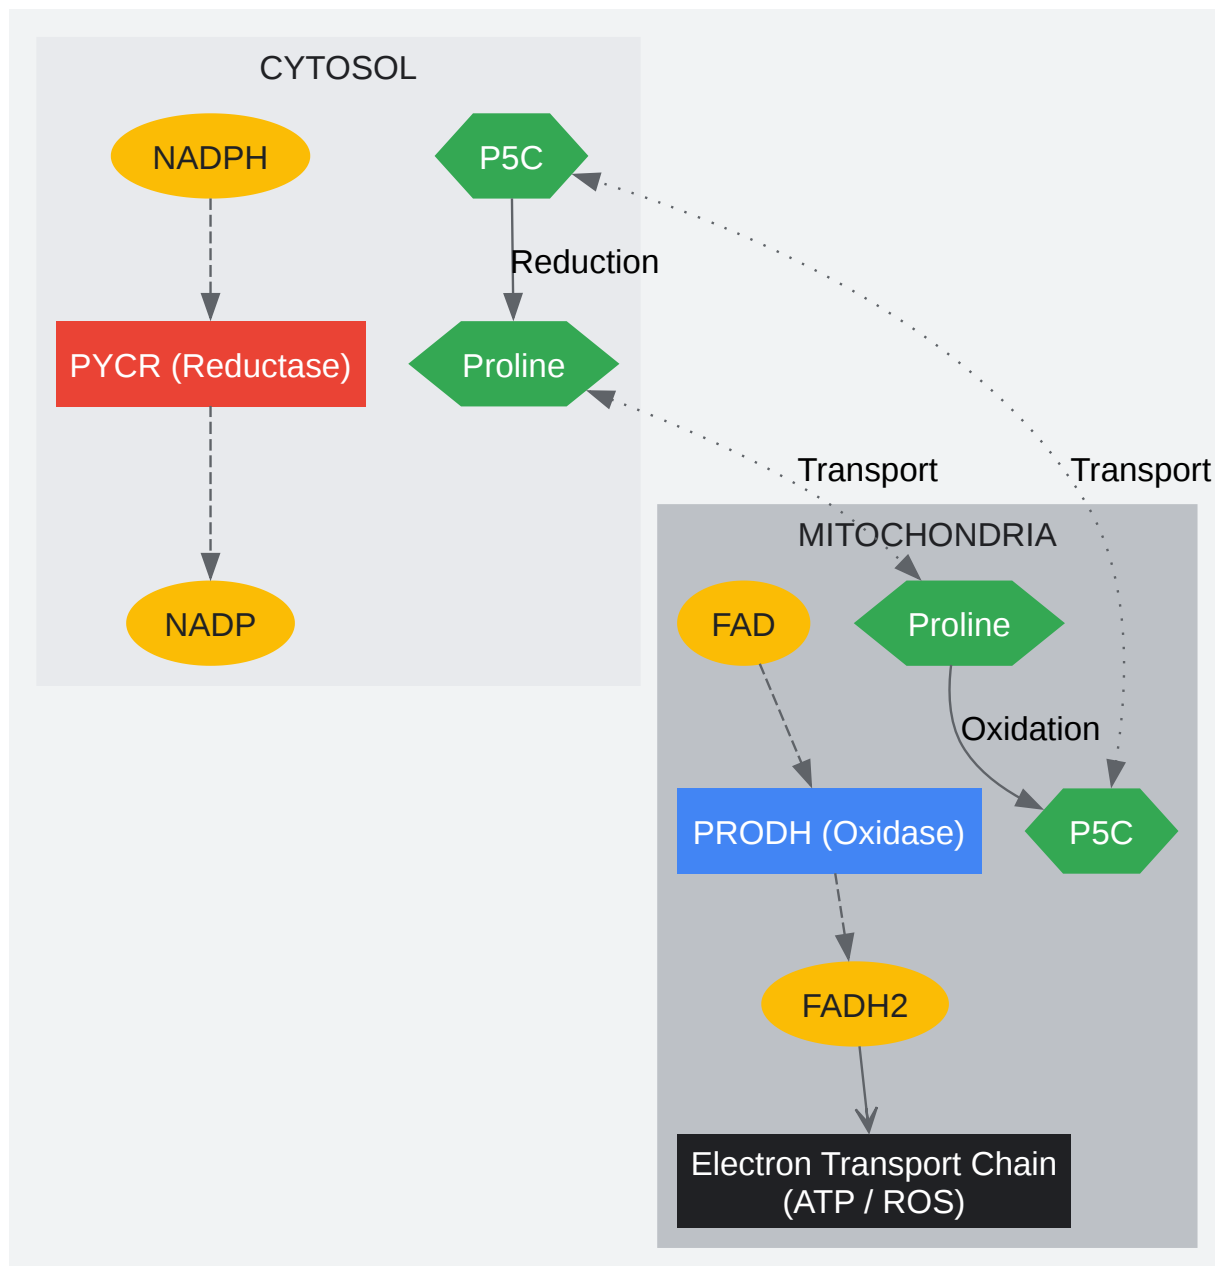 CYTOSOL
NADPH
P5C
Reduction
PYCR (Reductase)
Proline
Transport
Transport
MITOCHONDRIA
NADP
FAD
Proline
Oxidation
PRODH (Oxidase)
P5C
FADH2
Electron Transport Chain
(ATP / ROS)